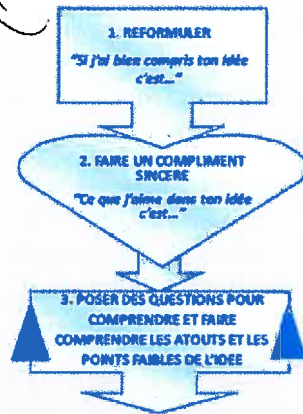 1. REFORMULER
"Si j'ai bien compris ton idée
c'est..."
2. FAIRE UN COMPLIMENT
SINCERE
"Ce que j'aime dans ton idée
c'est..."
3. POSER DES QUESTIONS POUR
COMPRENDRE ET FAIRE
COMPRENDRE LES ATOUTS ET LES
POINTS FAIBLES DE L'IDEE